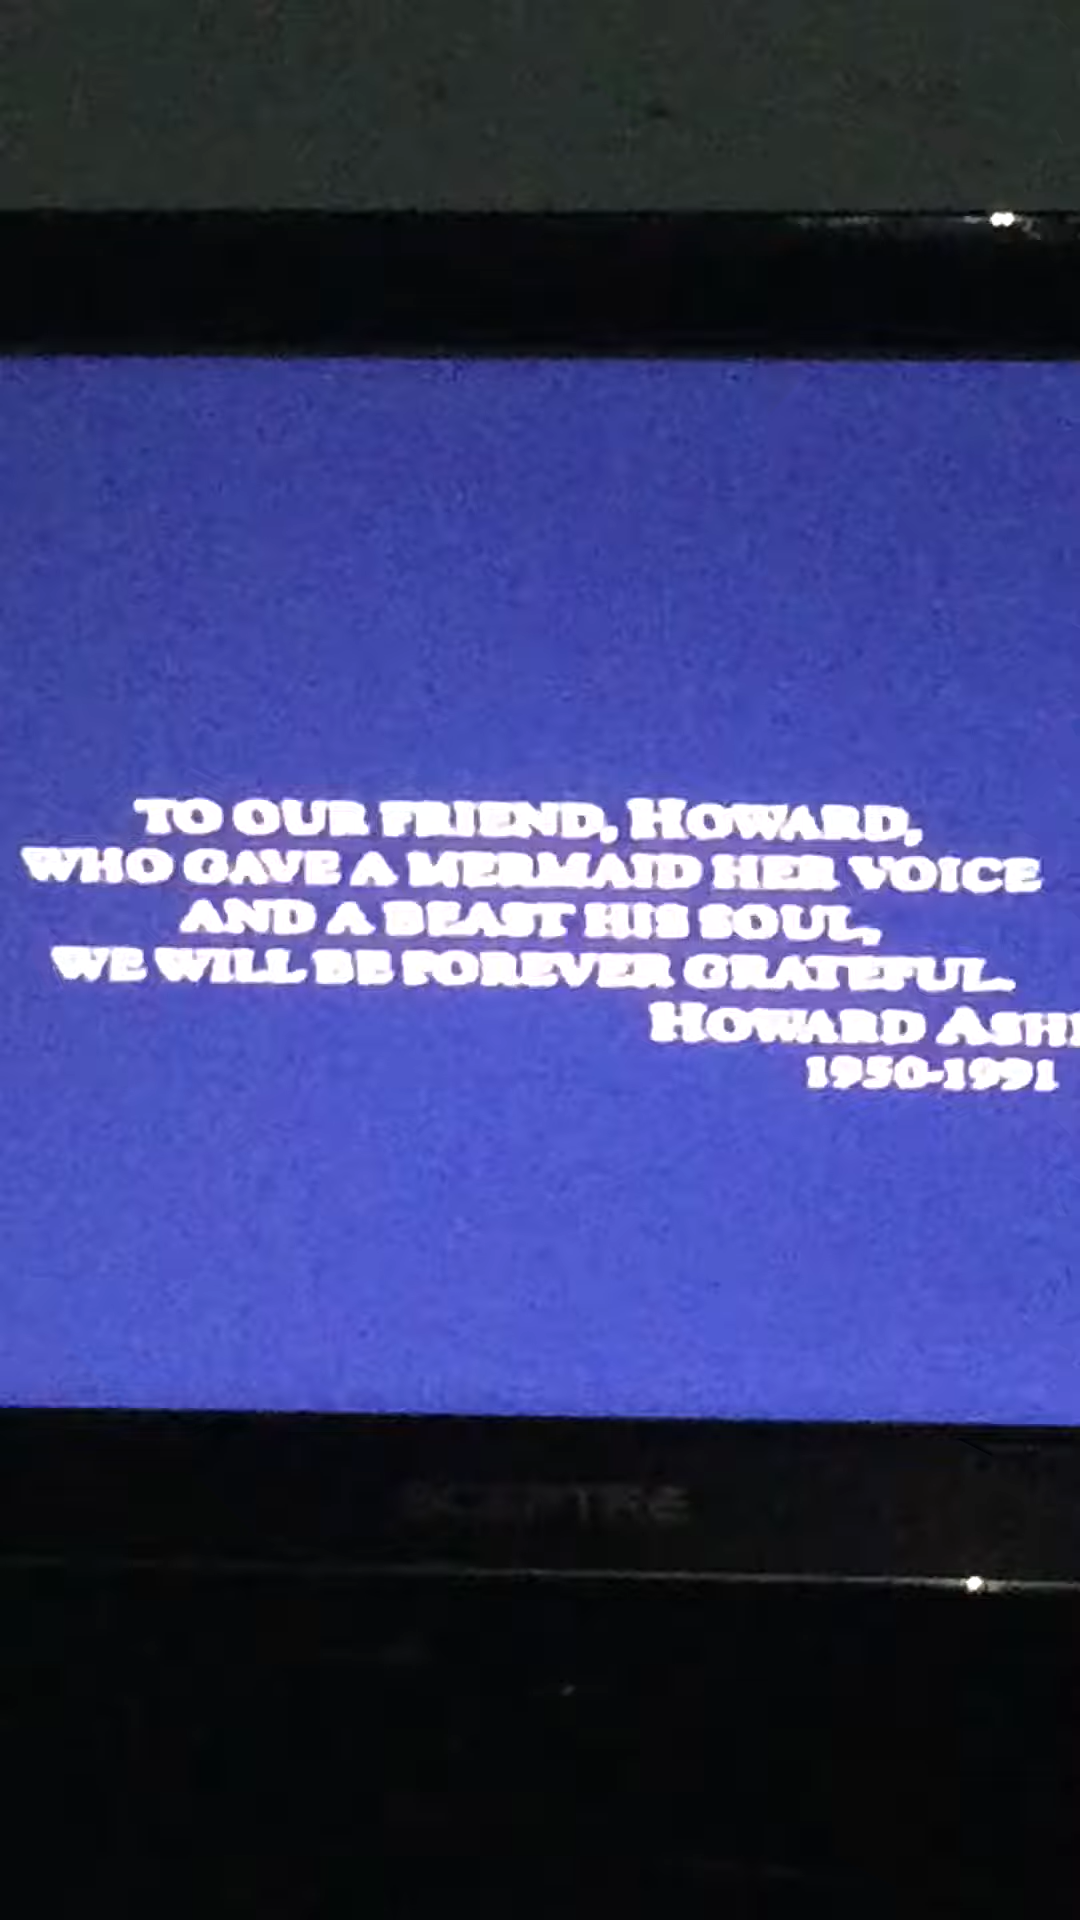 TO OUR FRIEND, HOWARD,
WHO GAVE A MERMAID HER VOICE
AND A BEAST HIS SOUL,
WE WILL BE FOREVER GRATEFUL.
HOWARD
1950-1991
SCEPTRE